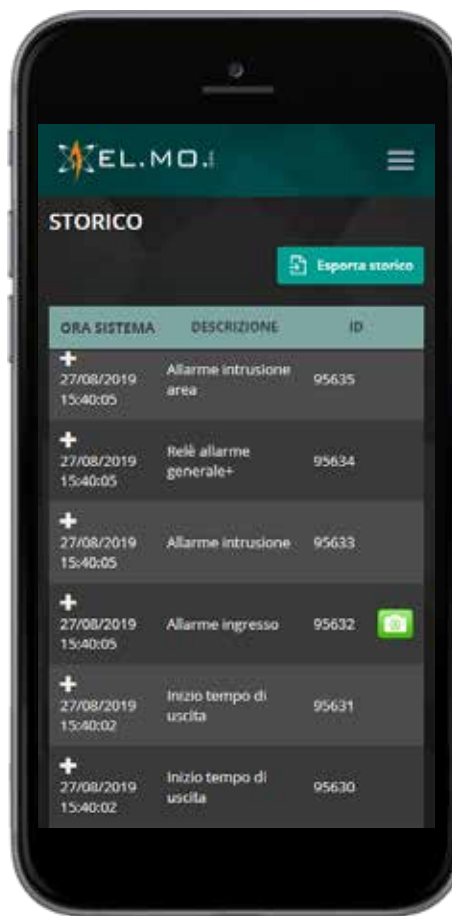 EL.MO.
STORICO
Esporta storico
ORA SISTEMA DESCRIZIONE ID
27/08/2019
15:40:05
Allarme intrusione
area
95635
27/08/2019
15:40:05
Relè allarme
generale+
95634
27/08/2019
15:40:05
Allarme intrusione
95633
27/08/2019
15:40:05
Allarme ingresso
95632
27/08/2019
15:40:02
Inizio tempo di
uscita
95631
27/08/2019
15:40:02
Inizio tempo di
uscita
95630